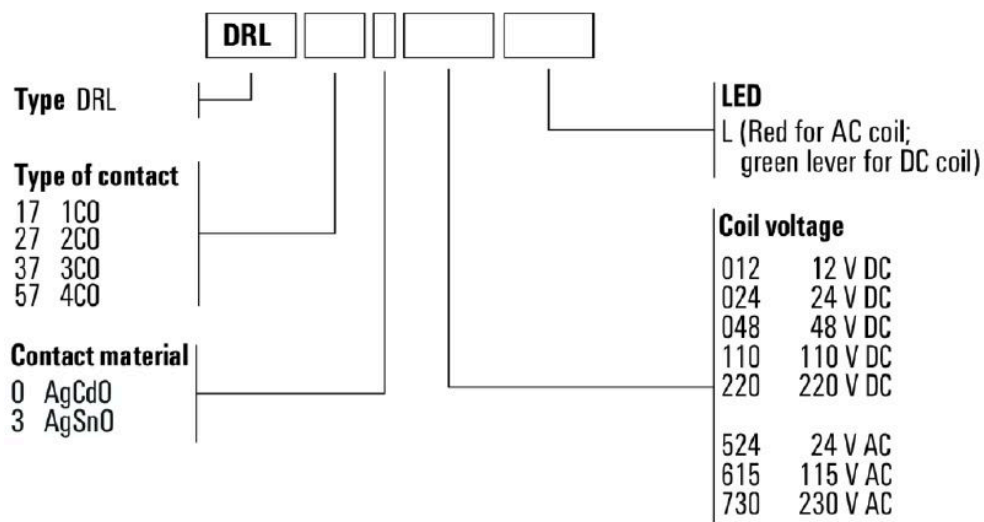 DRL
Type DRL
Type of contact
17 1CO
27 2CO
37 3CO
57 4CO
Contact material
0 AgCdO
3 AgSnO
LED
L (Red for AC coil;
green lever for DC coil)
Coil voltage
012 12 V DC
024 24 V DC
048 48 V DC
110 110 V DC
220 220 V DC
524 24 V AC
615 115 V AC
730 230 V AC